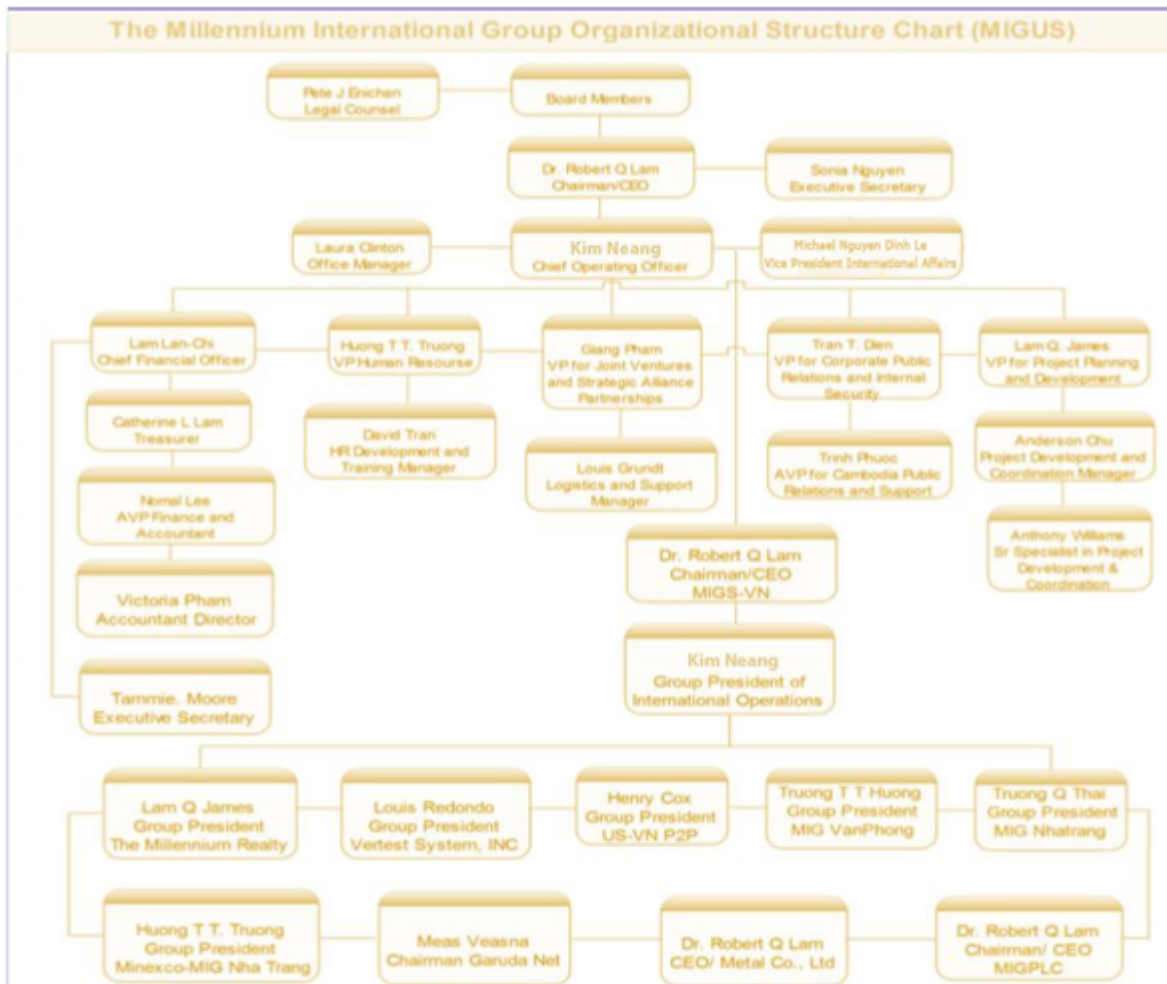 The Millennium International Group Organizational Structure Chart (MIGUS)
Pete J Enichen
Legal Counsel
Board Members
Dr. Robert Q Lam
Chairman/CEO
Sonia Nguyen
Executive Secretary
Laura Clinton
Office Manager
Kim Neang
Chief Operating Officer
Michael Nguyen Dinh Le
Vice President International Affairs
Lam Lan-Chi
Chief Financial Officer
Huong T T. Truong
VP Human Resourse
Giang Pham
VP for Joint Ventures
and Strategic Alliance
Partnerships
Tran T. Dien
VP for Corporate Public
Relations and Internal
Security
Lam Q. James
VP for Project Planning
and Development
Catherine L Lam
Treasurer
David Tran
HR Development and
Training Manager
Louis Grundt
Logistics and Support
Manager
Trinh Phuoc
AVP for Cambodia Public
Relations and Support
Anderson Chu
Project Development and
Coordination Manager
Nomal Lee
AVP Finance and
Accountant
Anthony Williams
Sr Specialist in Project
Development &
Coordination
Dr. Robert Q Lam
Chairman/CEO
MIGS-VN
Victoria Pham
Accountant Director
Kim Neang
Group President of
International Operations
Tammie. Moore
Executive Secretary
Lam Q James
Group President
The Millennium Realty
Louis Redondo
Group President
Vertest System, INC
Henry Cox
Group President
US-VN P2P
Truong T T Huong
Group President
MIG VanPhong
Truong Q Thai
Group President
MIG Nhatrang
Huong T T. Truong
Group President
Minexco-MIG Nha Trang
Meas Veasna
Chairman Garuda Net
Dr. Robert Q Lam
CEO/ Metal Co., Ltd
Dr. Robert Q Lam
Chairman/ CEO
MIGPLC